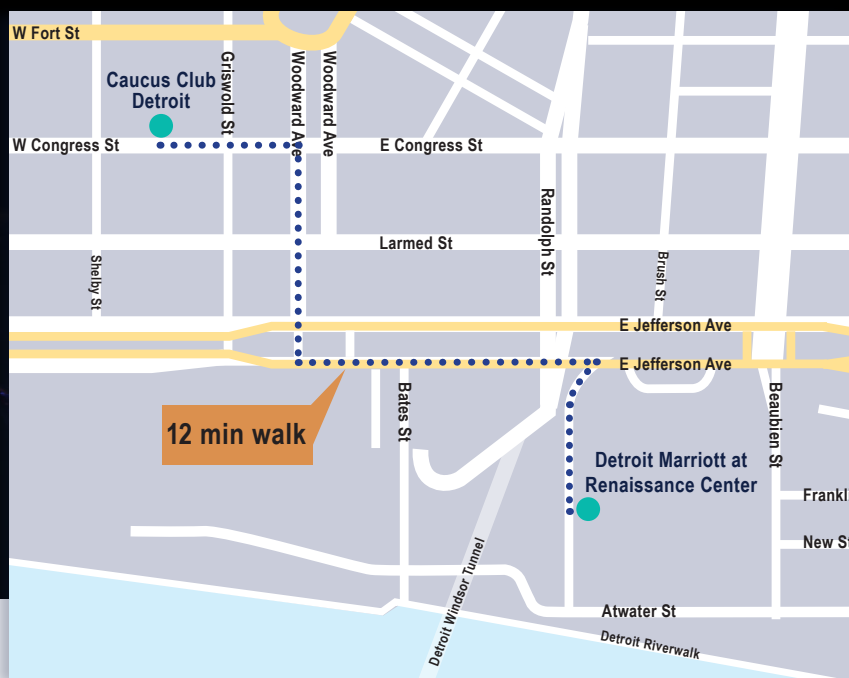 W Fort St
Caucus Club
Detroit
Griswold St
Woodward Ave
Woodward Ave
W Congress St
E Congress St
Larmed St
Randolph St
Shelby St
Brush St
E Jefferson Ave
E Jefferson Ave
12 min walk
Bates St
Beaubien St
Detroit Marriott at
Renaissance Center
Frankli
New St
Detroit Windsor Tunnel
Atwater St
Detroit Riverwalk